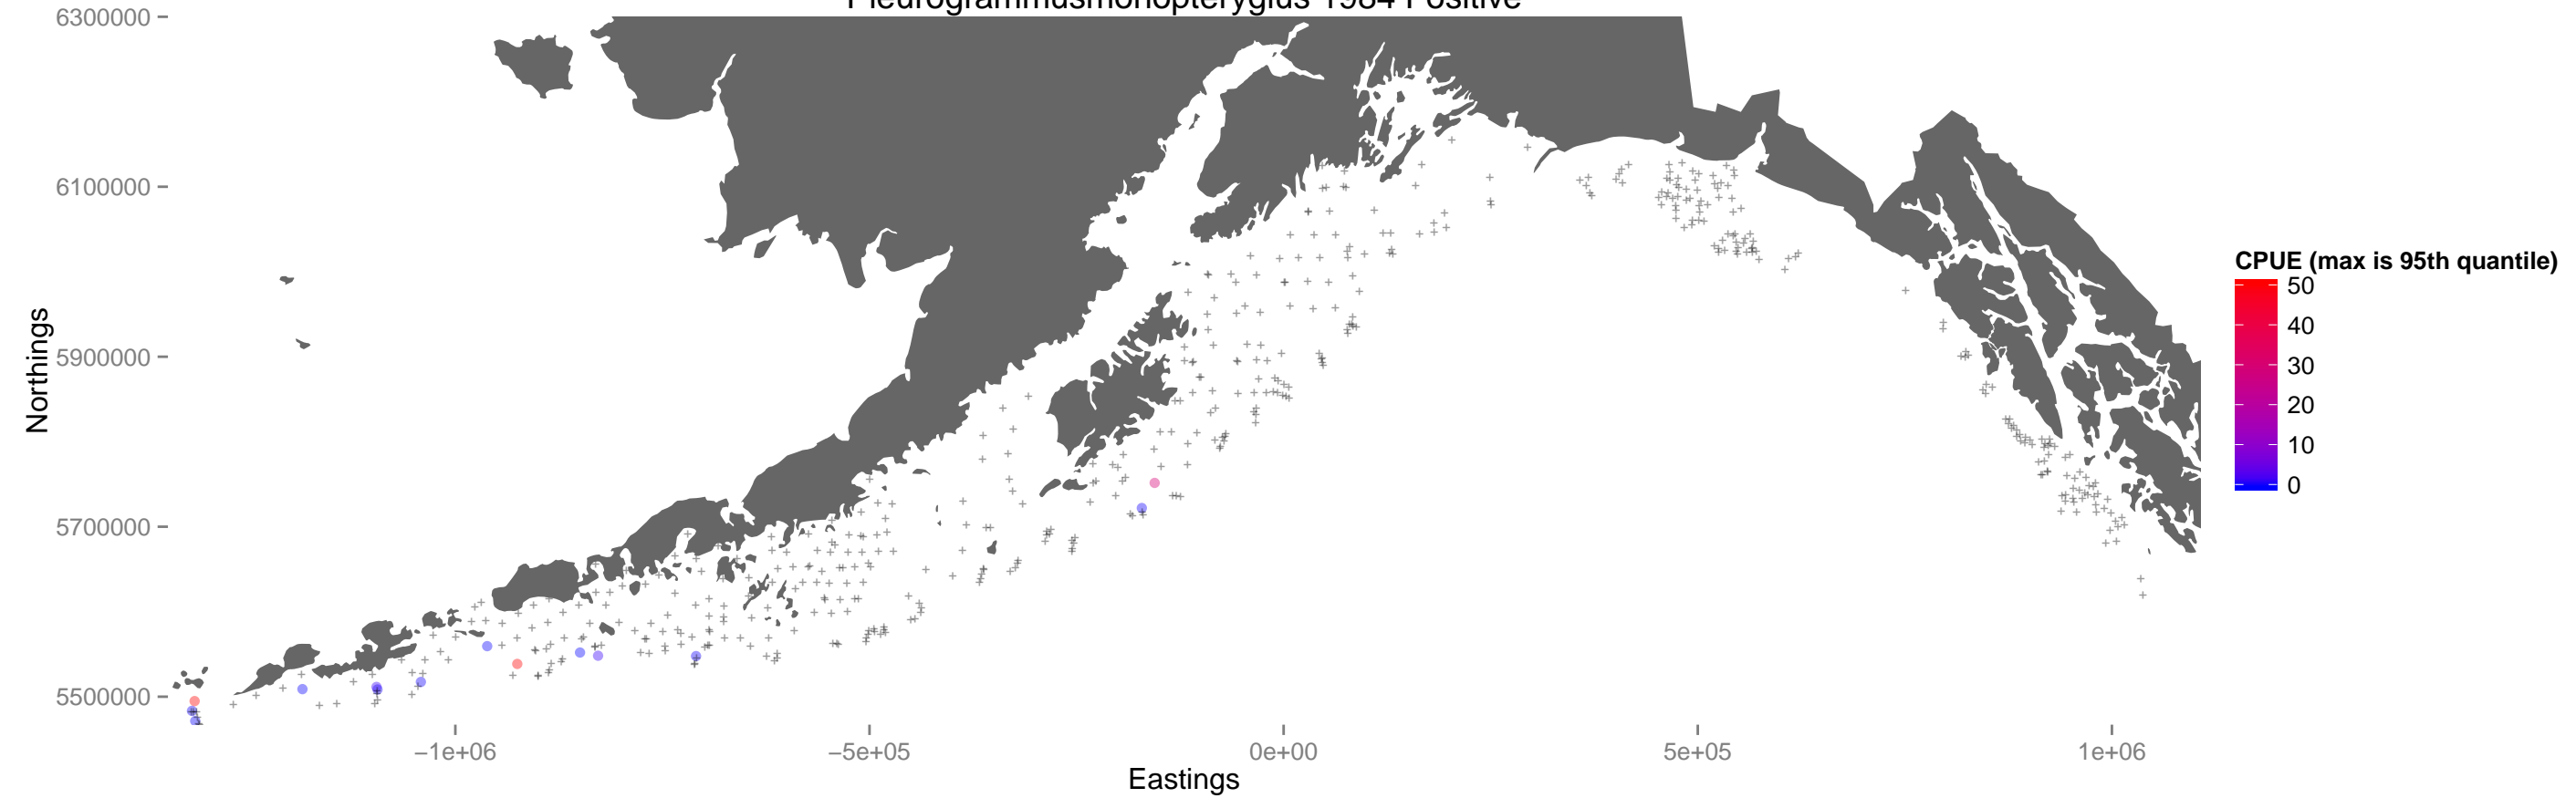 Pleurogrammusmonopterygius 1984 Positive
6300000
6100000
5900000
5700000
5500000
Northings
−1e+06
−5e+05
0e+00
5e+05
1e+06
Eastings
CPUE (max is 95th quantile)
50
40
30
20
10
0